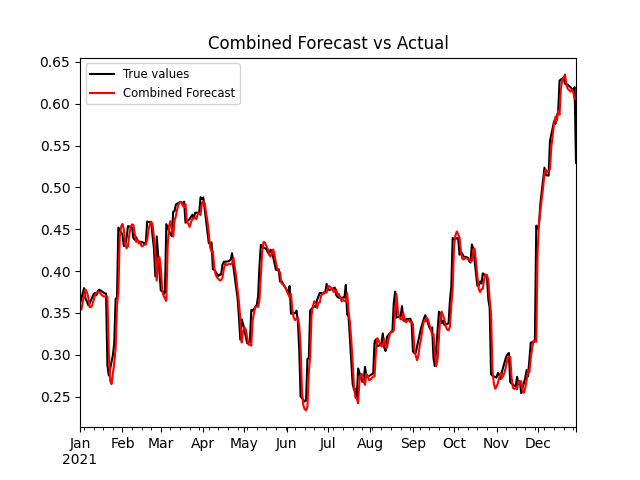 Combined Forecast vs Actual
True values
Combined Forecast
0.65
0.60
0.55
0.50
0.45
0.40
0.35
0.30
0.25
Jan Feb Mar Apr May Jun Jul Aug Sep Oct Nov Dec
2021